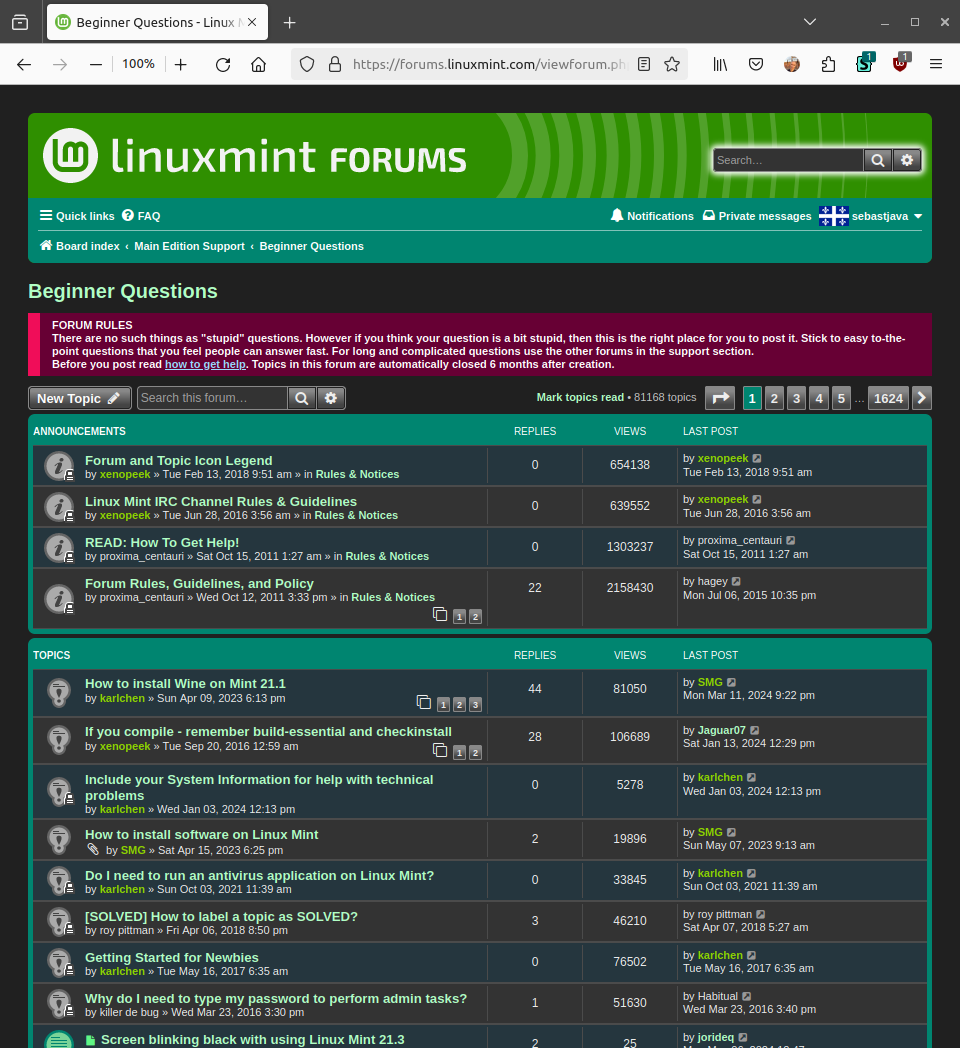 Beginner Questions - Linux M
100%
https://forums.linuxmint.com/viewforum.ph
1
1
linuxmint FORUMS
Search…
Quick links FAQ
Notifications Private messages sebastjava
Board index ‹ Main Edition Support ‹ Beginner Questions
Beginner Questions
FORUM RULES
There are no such things as "stupid" questions. However if you think your question is a bit stupid, then this is the right place for you to post it. Stick to easy to-the-
point questions that you feel people can answer fast. For long and complicated questions use the other forums in the support section.
Before you post read how to get help. Topics in this forum are automatically closed 6 months after creation.
New Topic Search this forum… Mark topics read • 81168 topics 1 2 3 4 5 … 1624
ANNOUNCEMENTS REPLIES VIEWS LAST POST
Forum and Topic Icon Legend 0 654138 by xenopeek
by xenopeek » Tue Feb 13, 2018 9:51 am » in Rules & Notices Tue Feb 13, 2018 9:51 am
Linux Mint IRC Channel Rules & Guidelines 0 639552 by xenopeek
by xenopeek » Tue Jun 28, 2016 3:56 am » in Rules & Notices Tue Jun 28, 2016 3:56 am
READ: How To Get Help! 0 1303237 by proxima_centauri
by proxima_centauri » Sat Oct 15, 2011 1:27 am » in Rules & Notices Sat Oct 15, 2011 1:27 am
Forum Rules, Guidelines, and Policy 22 2158430 by hagey
by proxima_centauri » Wed Oct 12, 2011 3:33 pm » in Rules & Notices Mon Jul 06, 2015 10:35 pm
1 2
TOPICS REPLIES VIEWS LAST POST
How to install Wine on Mint 21.1 44 81050 by SMG
by karlchen » Sun Apr 09, 2023 6:13 pm Mon Mar 11, 2024 9:22 pm
1 2 3
If you compile - remember build-essential and checkinstall 28 106689 by Jaguar07
by xenopeek » Tue Sep 20, 2016 12:59 am Sat Jan 13, 2024 12:29 pm
1 2
Include your System Information for help with technical 0 5278 by karlchen
problems Wed Jan 03, 2024 12:13 pm
by karlchen » Wed Jan 03, 2024 12:13 pm
How to install software on Linux Mint 2 19896 by SMG
by SMG » Sat Apr 15, 2023 6:25 pm Sun May 07, 2023 9:13 am
Do I need to run an antivirus application on Linux Mint? 0 33845 by karlchen
by karlchen » Sun Oct 03, 2021 11:39 am Sun Oct 03, 2021 11:39 am
[SOLVED] How to label a topic as SOLVED? 3 46210 by roy pittman
by roy pittman » Fri Apr 06, 2018 8:50 pm Sat Apr 07, 2018 5:27 am
Getting Started for Newbies 0 76502 by karlchen
by karlchen » Tue May 16, 2017 6:35 am Tue May 16, 2017 6:35 am
Why do I need to type my password to perform admin tasks? 1 51630 by Habitual
by killer de bug » Wed Mar 23, 2016 3:30 pm Wed Mar 23, 2016 3:40 pm
Screen blinking black with using Linux Mint 21.3 2 25 by jorideq